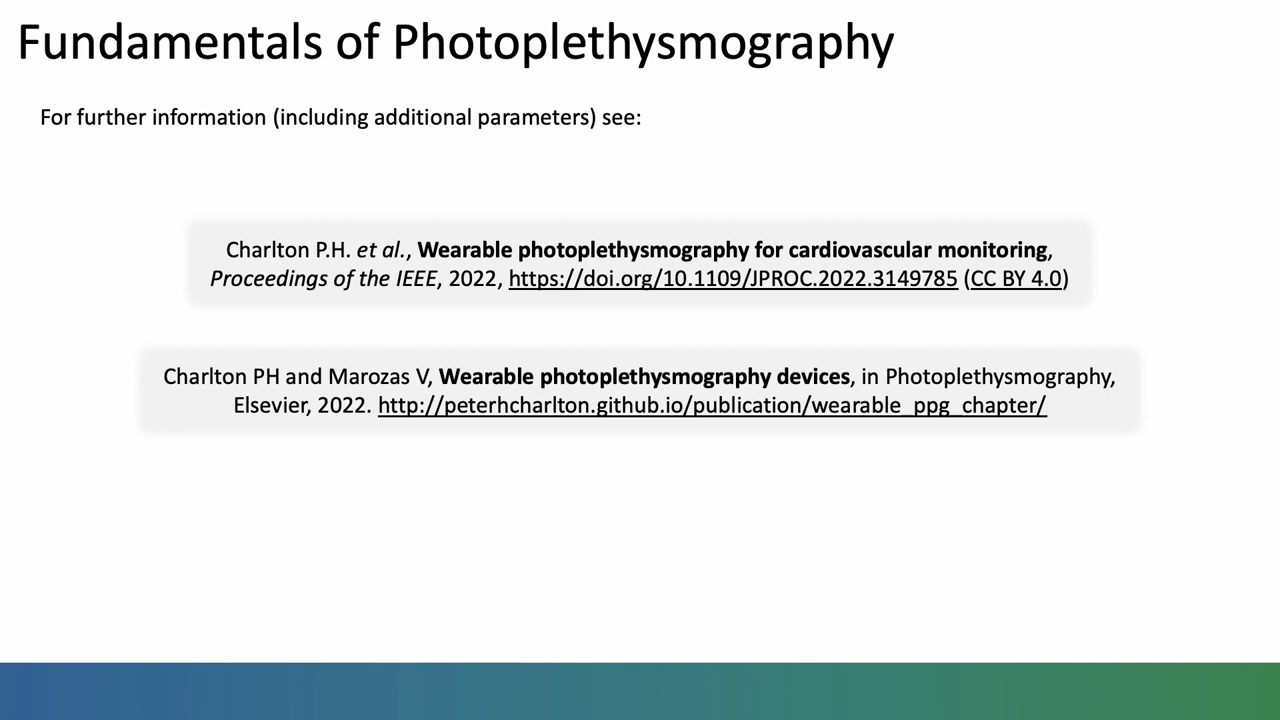 Fundamentals of Photoplethysmography
For further information (including additional parameters) see:
Charlton P.H. et al., Wearable photoplethysmography for cardiovascular monitoring,
Proceedings of the IEEE, 2022, https://doi.org/10.1109/JPROC.2022.3149785 (CC BY 4.0)
Charlton PH and Marozas V, Wearable photoplethysmography devices, in Photoplethysmography,
Elsevier, 2022. http://peterhcharlton.github.io/publication/wearable_ppg_chapter/